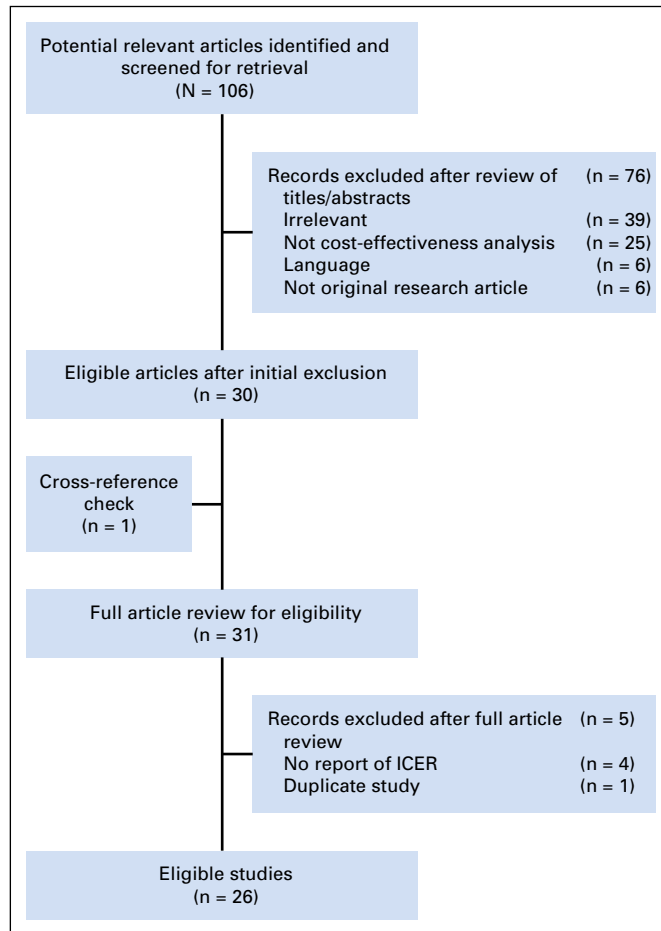 Potential relevant articles identified and
screened for retrieval
(N = 106)
Records excluded after review of (n = 76)
titles/abstracts
Irrelevant (n = 39)
Not cost-effectiveness analysis (n = 25)
Language (n = 6)
Not original research article (n = 6)
Eligible articles after initial exclusion
(n = 30)
Cross-reference
check
(n = 1)
Full article review for eligibility
(n = 31)
Records excluded after full article (n = 5)
review
No report of ICER (n = 4)
Duplicate study (n = 1)
Eligible studies
(n = 26)